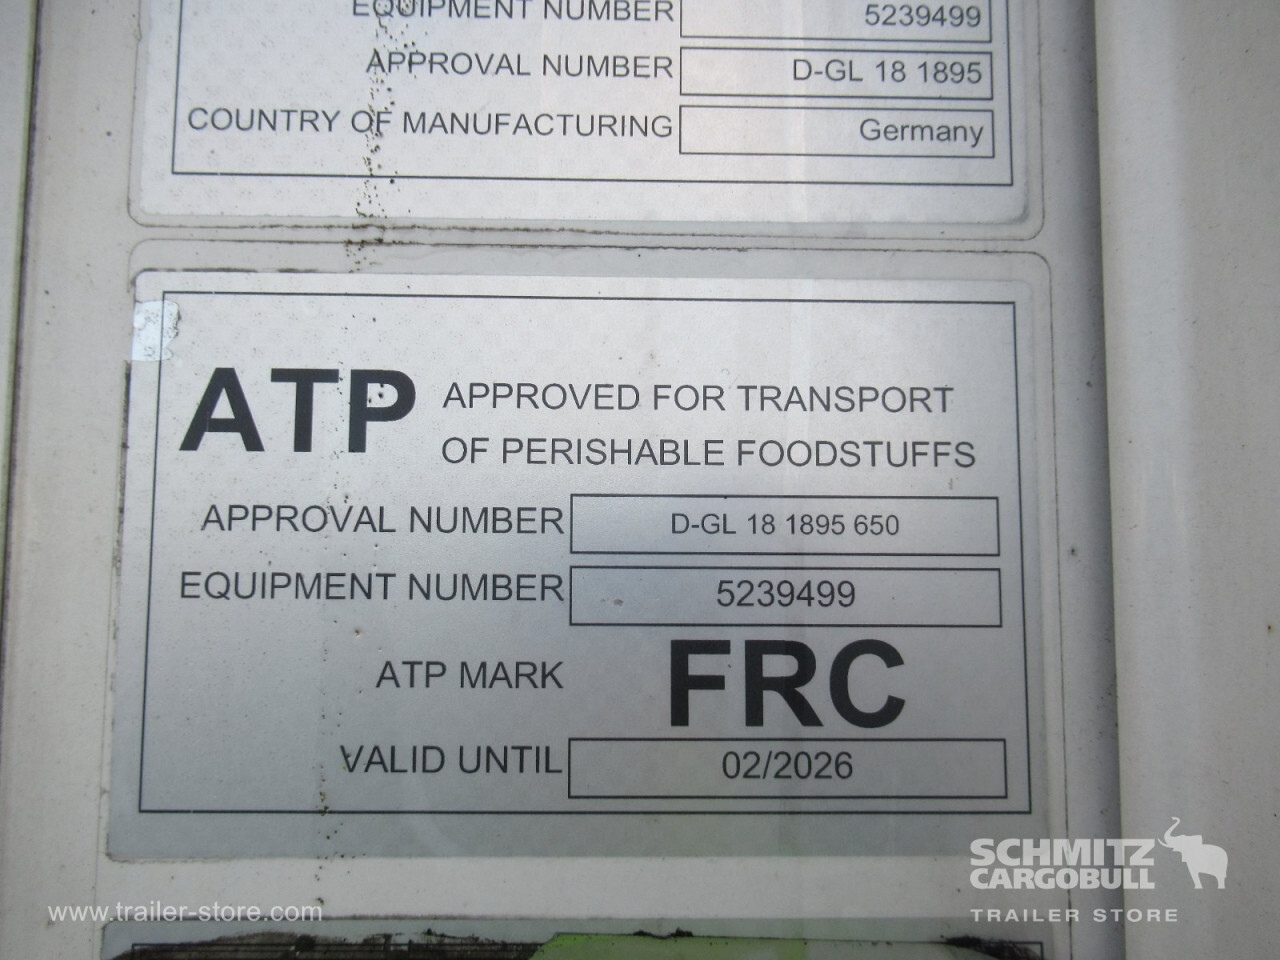 EQUIPMENT NUMBER 5239499
APPROVAL NUMBER D-GL 18 1895
COUNTRY OF MANUFACTURING Germany
ATP APPROVED FOR TRANSPORT
OF PERISHABLE FOODSTUFFS
APPROVAL NUMBER D-GL 18 1895 650
EQUIPMENT NUMBER 5239499
ATP MARK FRC
VALID UNTIL 02/2026
SCHMITZ
CARGOBULL
TRAILER STORE
www.trailer-store.com